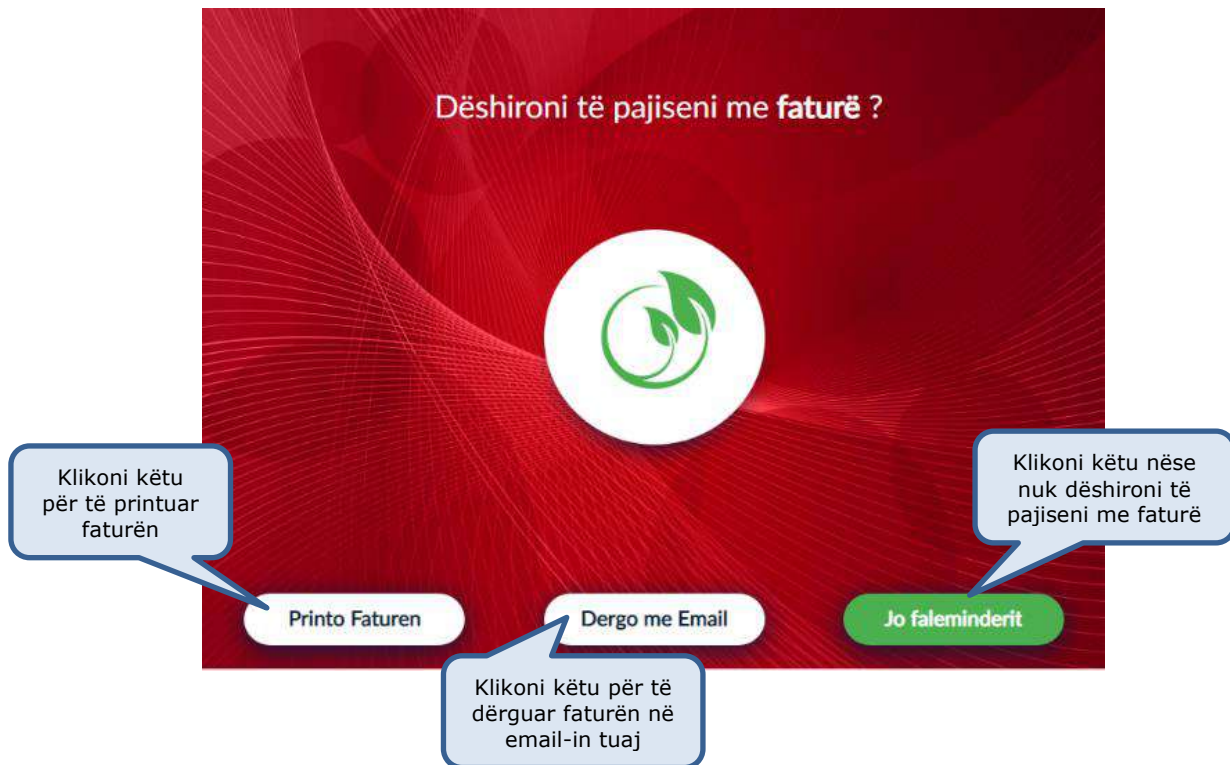 Dëshironi të pajiseni me faturë ?
Klikoni këtu
për të printuar
faturën
Klikoni këtu nëse
nuk dëshironi të
pajiseni me faturë
Printo Faturen
Dergo me Email
Jo faleminderit
Klikoni këtu për të
dërguar faturën në
email-in tuaj